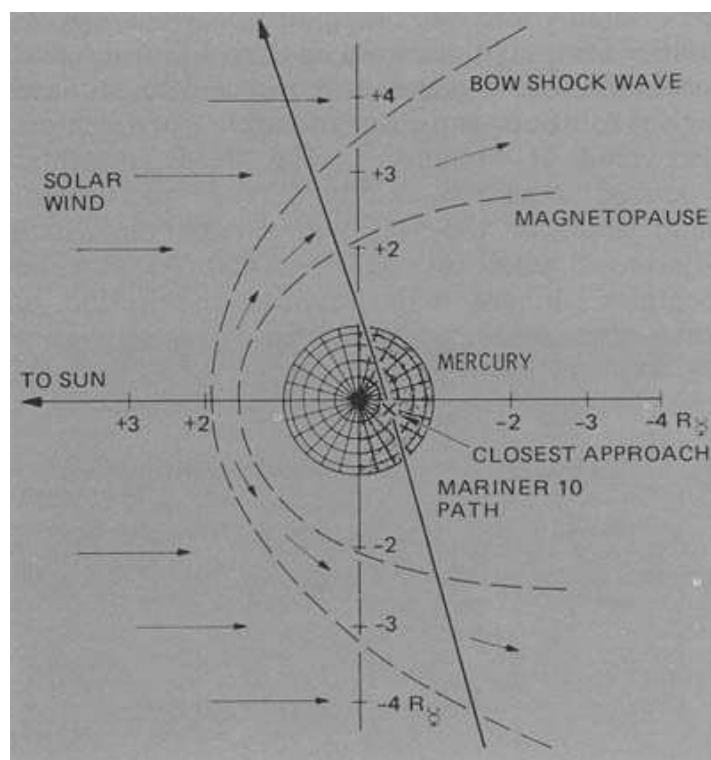 +4
BOW SHOCK WAVE
+3
SOLAR
WIND
MAGNETOPAUSE
+2
MERCURY
TO SUN
+3
+2
-2
-3
-4 R☿
CLOSEST APPROACH
MARINER 10
PATH
-2
-3
-4 R☿